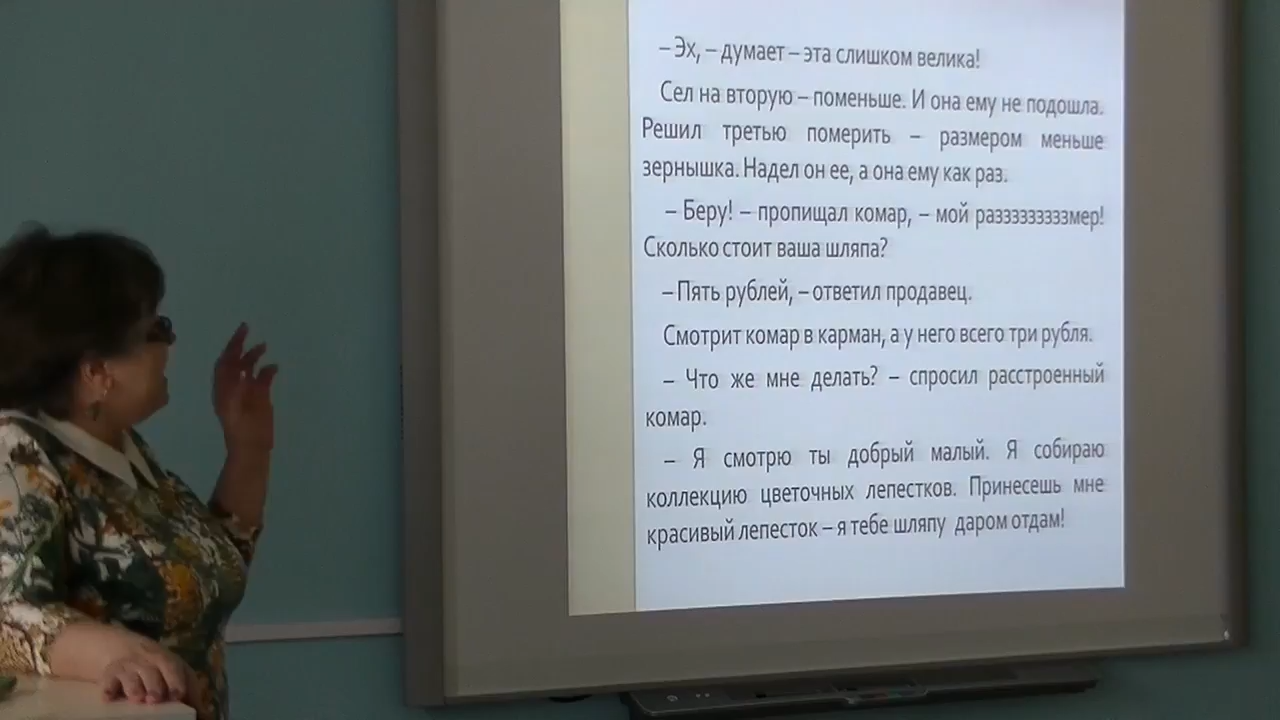 – Эх, – думает – эта слишком велика!
Сел на вторую – поменьше. И она ему не подошла.
Решил третью померить – размером меньше
зернышка. Надел он ее, а она ему как раз.
– Беру! – пропищал комар, – мой раззззззззмер!
Сколько стоит ваша шляпа?
– Пять рублей, – ответил продавец.
Смотрит комар в карман, а у него всего три рубля.
– Что же мне делать? – спросил расстроенный
комар.
– Я смотрю ты добрый малый. Я собираю
коллекцию цветочных лепестков. Принесешь мне
красивый лепесток – я тебе шляпу даром отдам!